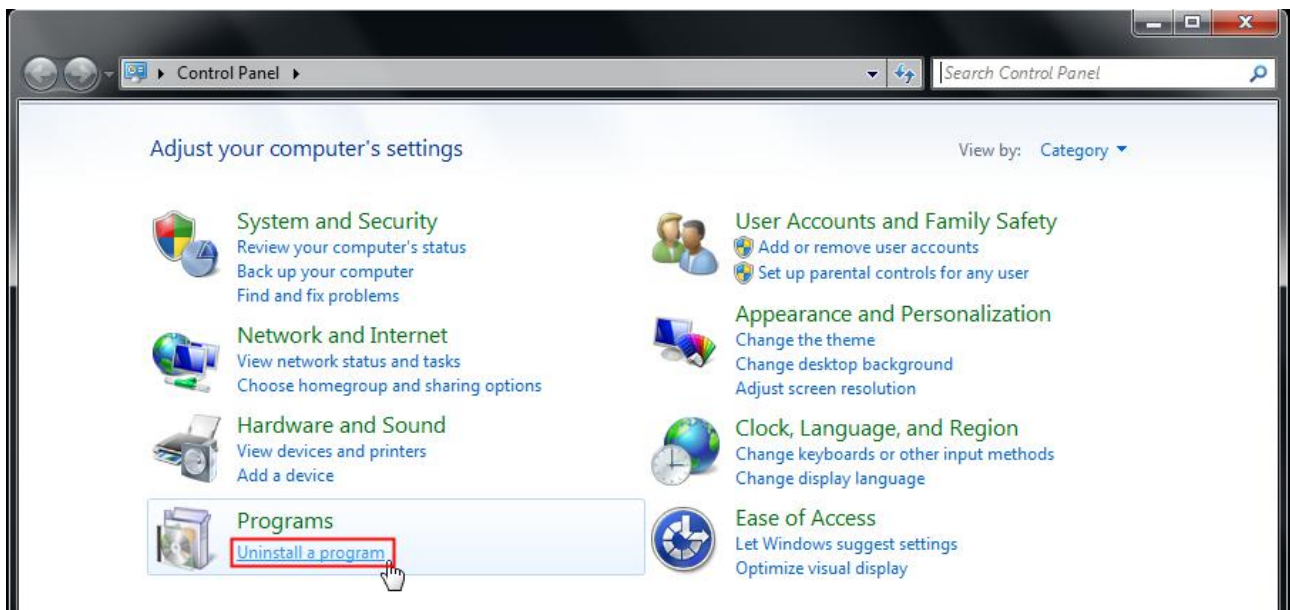 Control Panel
Search Control Panel
Adjust your computer's settings
View by: Category
System and Security
Review your computer's status
Back up your computer
Find and fix problems
Network and Internet
View network status and tasks
Choose homegroup and sharing options
Hardware and Sound
View devices and printers
Add a device
Programs
Uninstall a program
User Accounts and Family Safety
Add or remove user accounts
Set up parental controls for any user
Appearance and Personalization
Change the theme
Change desktop background
Adjust screen resolution
Clock, Language, and Region
Change keyboards or other input methods
Change display language
Ease of Access
Let Windows suggest settings
Optimize visual display